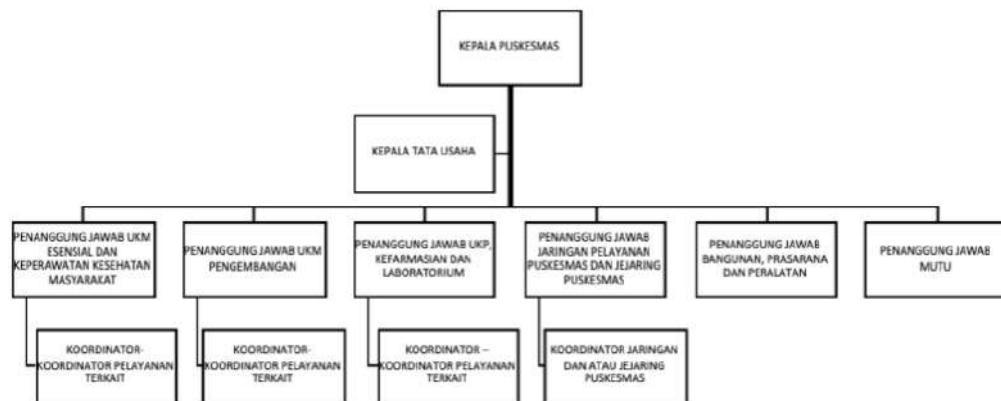 KEPALA PUSKESMAS
KEPALA TATA USAHA
PENANGGUNG JAWAB UKM
ESENSIAL DAN
KEPERAWATAN KESEHATAN
MASYARAKAT
PENANGGUNG JAWAB UKM
PENGEMBANGAN
PENANGGUNG JAWAB UKP,
KEFARMASIAN DAN
LABORATORIUM
PENANGGUNG JAWAB
JARINGAN PELAYANAN
PUSKESMAS DAN JEJARING
PUSKESMAS
PENANGGUNG JAWAB
BANGUNAN, PRASARANA
DAN PERALATAN
PENANGGUNG JAWAB
MUTU
KOORDINATOR-
KOORDINATOR PELAYANAN
TERKAIT
KOORDINATOR-
KOORDINATOR PELAYANAN
TERKAIT
KOORDINATOR –
KOORDINATOR PELAYANAN
TERKAIT
KOORDINATOR JARINGAN
DAN ATAU JEJARING
PUSKESMAS